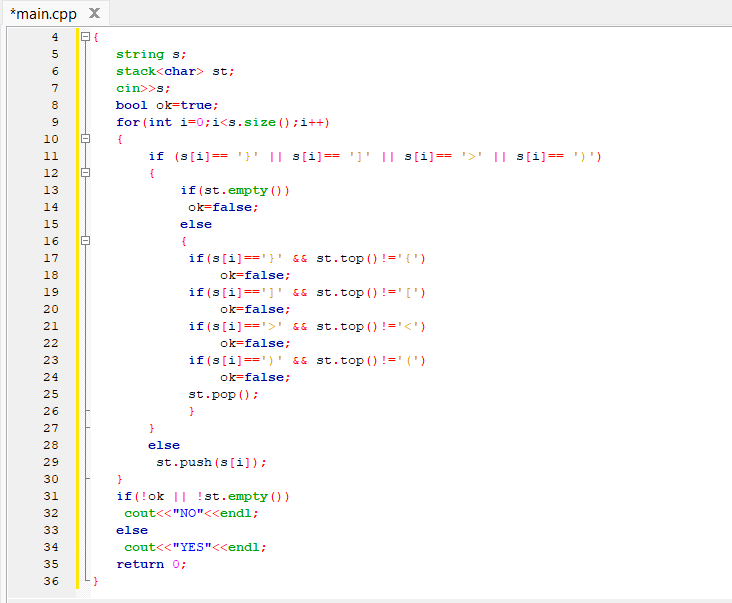 *main.cpp X
4 {
5 string s;
6 stack<char> st;
7 cin>>s;
8 bool ok=true;
9 for(int i=0;i<s.size();i++)
10 {
11 if (s[i]== '}' || s[i]== ']' || s[i]== '>' || s[i]== ')')
12 {
13 if(st.empty())
14 ok=false;
15 else
16 {
17 if(s[i]=='}' && st.top()!='{')
18 ok=false;
19 if(s[i]==']' && st.top()!='[')
20 ok=false;
21 if(s[i]=='>' && st.top()!='<')
22 ok=false;
23 if(s[i]==')' && st.top()!='(')
24 ok=false;
25 st.pop();
26 }
27 }
28 else
29 st.push(s[i]);
30 }
31 if(!ok || !st.empty())
32 cout<<"NO"<<endl;
33 else
34 cout<<"YES"<<endl;
35 return 0;
36 }